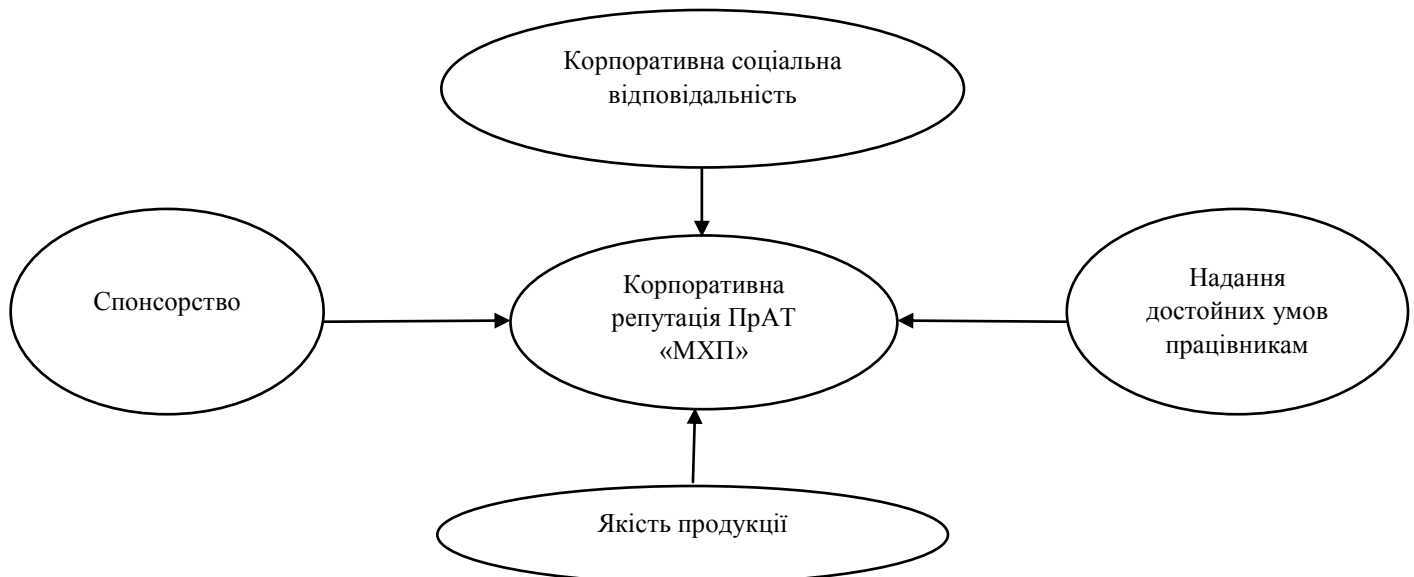 Корпоративна соціальна
відповідальність
Спонсорство
Корпоративна
репутація ПрАТ
«МХП»
Надання
достойних умов
працівникам
Якість продукції